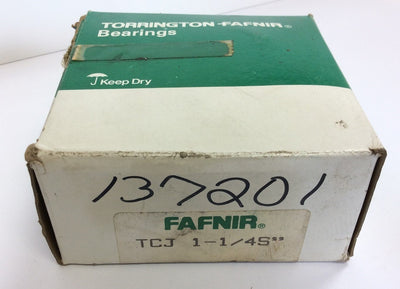 TORRINGTON-FAFNIR®
Bearings
Keep Dry
137201
FAFNIR®
TCJ 1-1/4S"